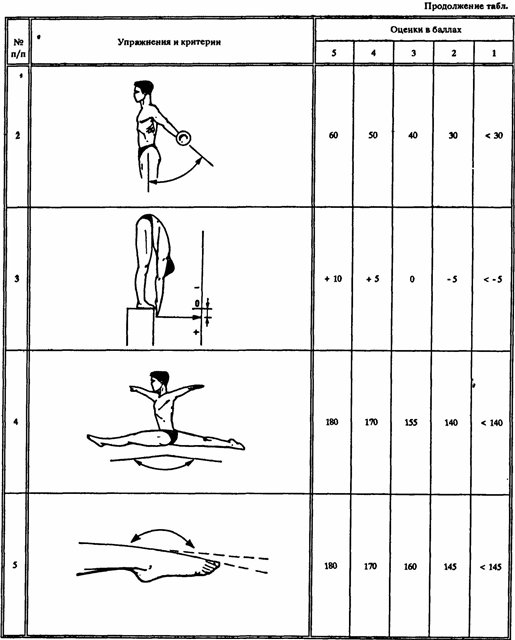 Продолжение табл.
№ п/п
Упражнения и критерии
Оценки в баллах
5 4 3 2 1
2
60 50 40 30 < 30
3
−
0
+
+ 10 + 5 0 - 5 < -5
4
180 170 155 140 < 140
5
180 170 160 145 < 145